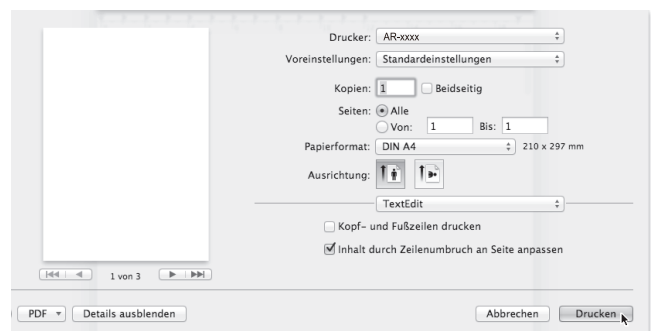 Drucker: AR-xxxx
Voreinstellungen: Standardeinstellungen
Kopien: 1 Beidseitig
Seiten: Alle
Von: 1 Bis: 1
Papierformat: DIN A4 210 x 297 mm
Ausrichtung:
TextEdit
Kopf- und Fußzeilen drucken
Inhalt durch Zeilenumbruch an Seite anpassen
1 von 3
PDF Details ausblenden Abbrechen Drucken